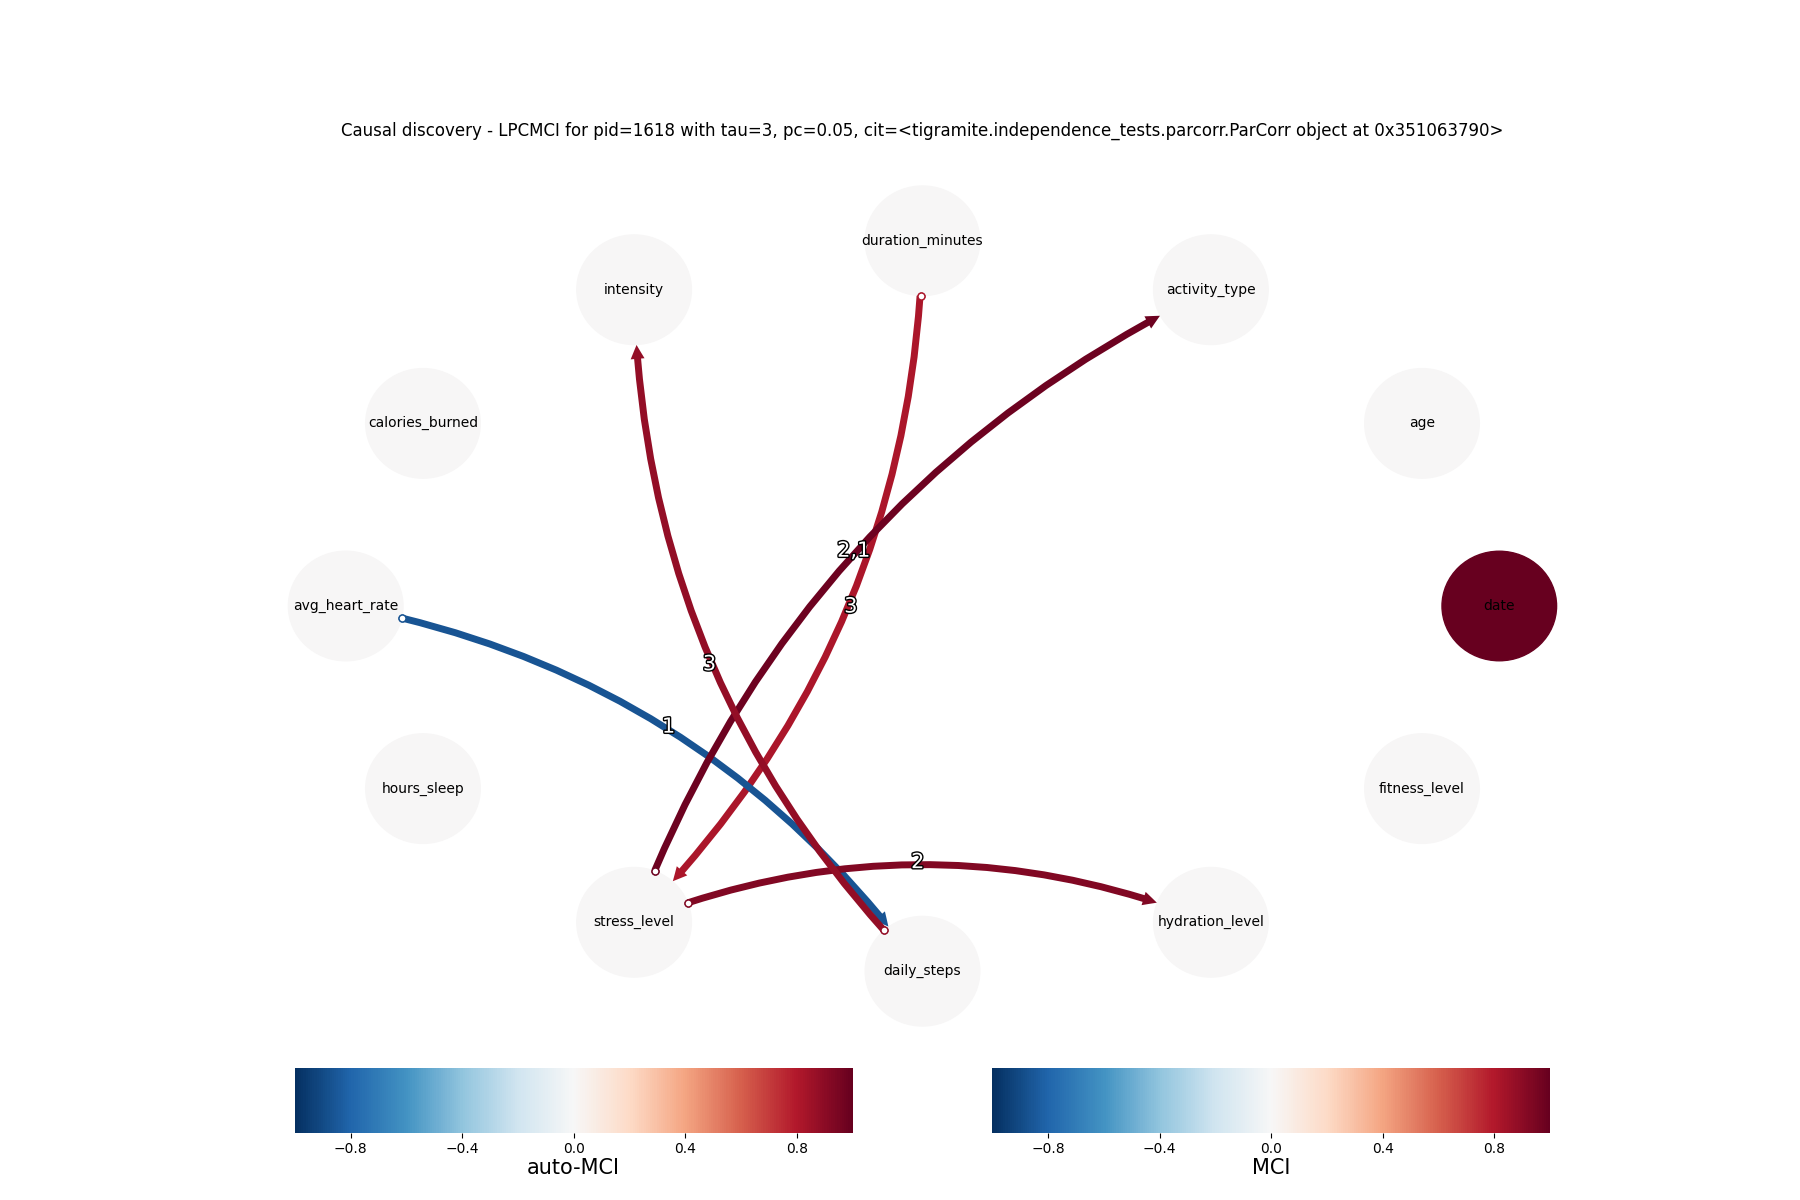 Causal discovery - LPCMCI for pid=1618 with tau=3, pc=0.05, cit=<tigramite.independence_tests.parcorr.ParCorr object at 0x351063790>
duration_minutes
intensity
activity_type
calories_burned
age
2,1
3
avg_heart_rate
date
3
1
hours_sleep
fitness_level
2
stress_level
hydration_level
daily_steps
−0.8 −0.4 0.0 0.4 0.8
auto-MCI
−0.8 −0.4 0.0 0.4 0.8
MCI